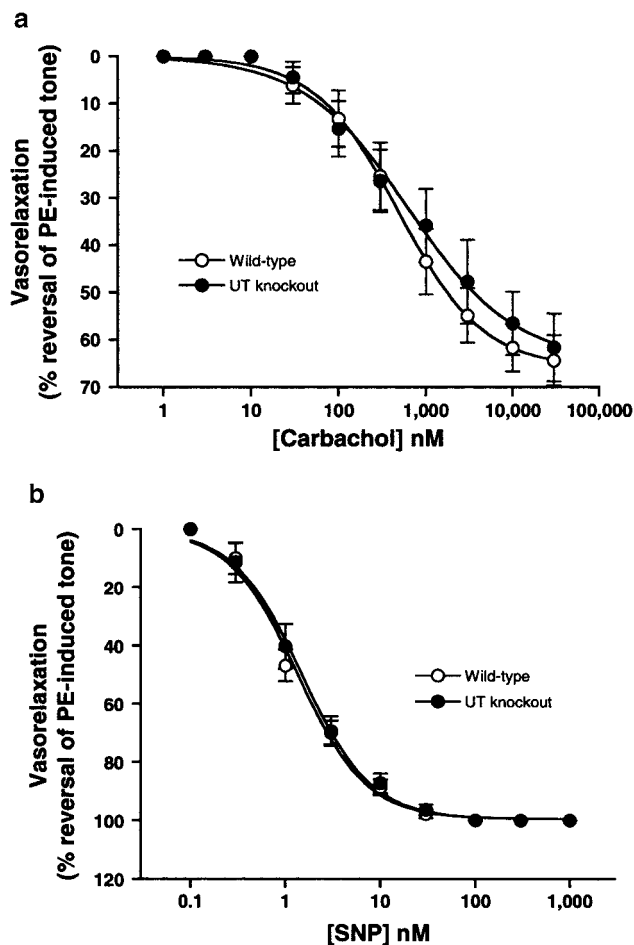 a
Vasorelaxation
(% reversal of PE-induced tone)
0
10
20
30
40
50
60
70
Wild-type
UT knockout
1
10
100
1,000
10,000
100,000
[Carbachol] nM
b
Vasorelaxation
(% reversal of PE-induced tone)
0
20
40
60
80
100
120
Wild-type
UT knockout
0.1
1
10
100
1,000
[SNP] nM